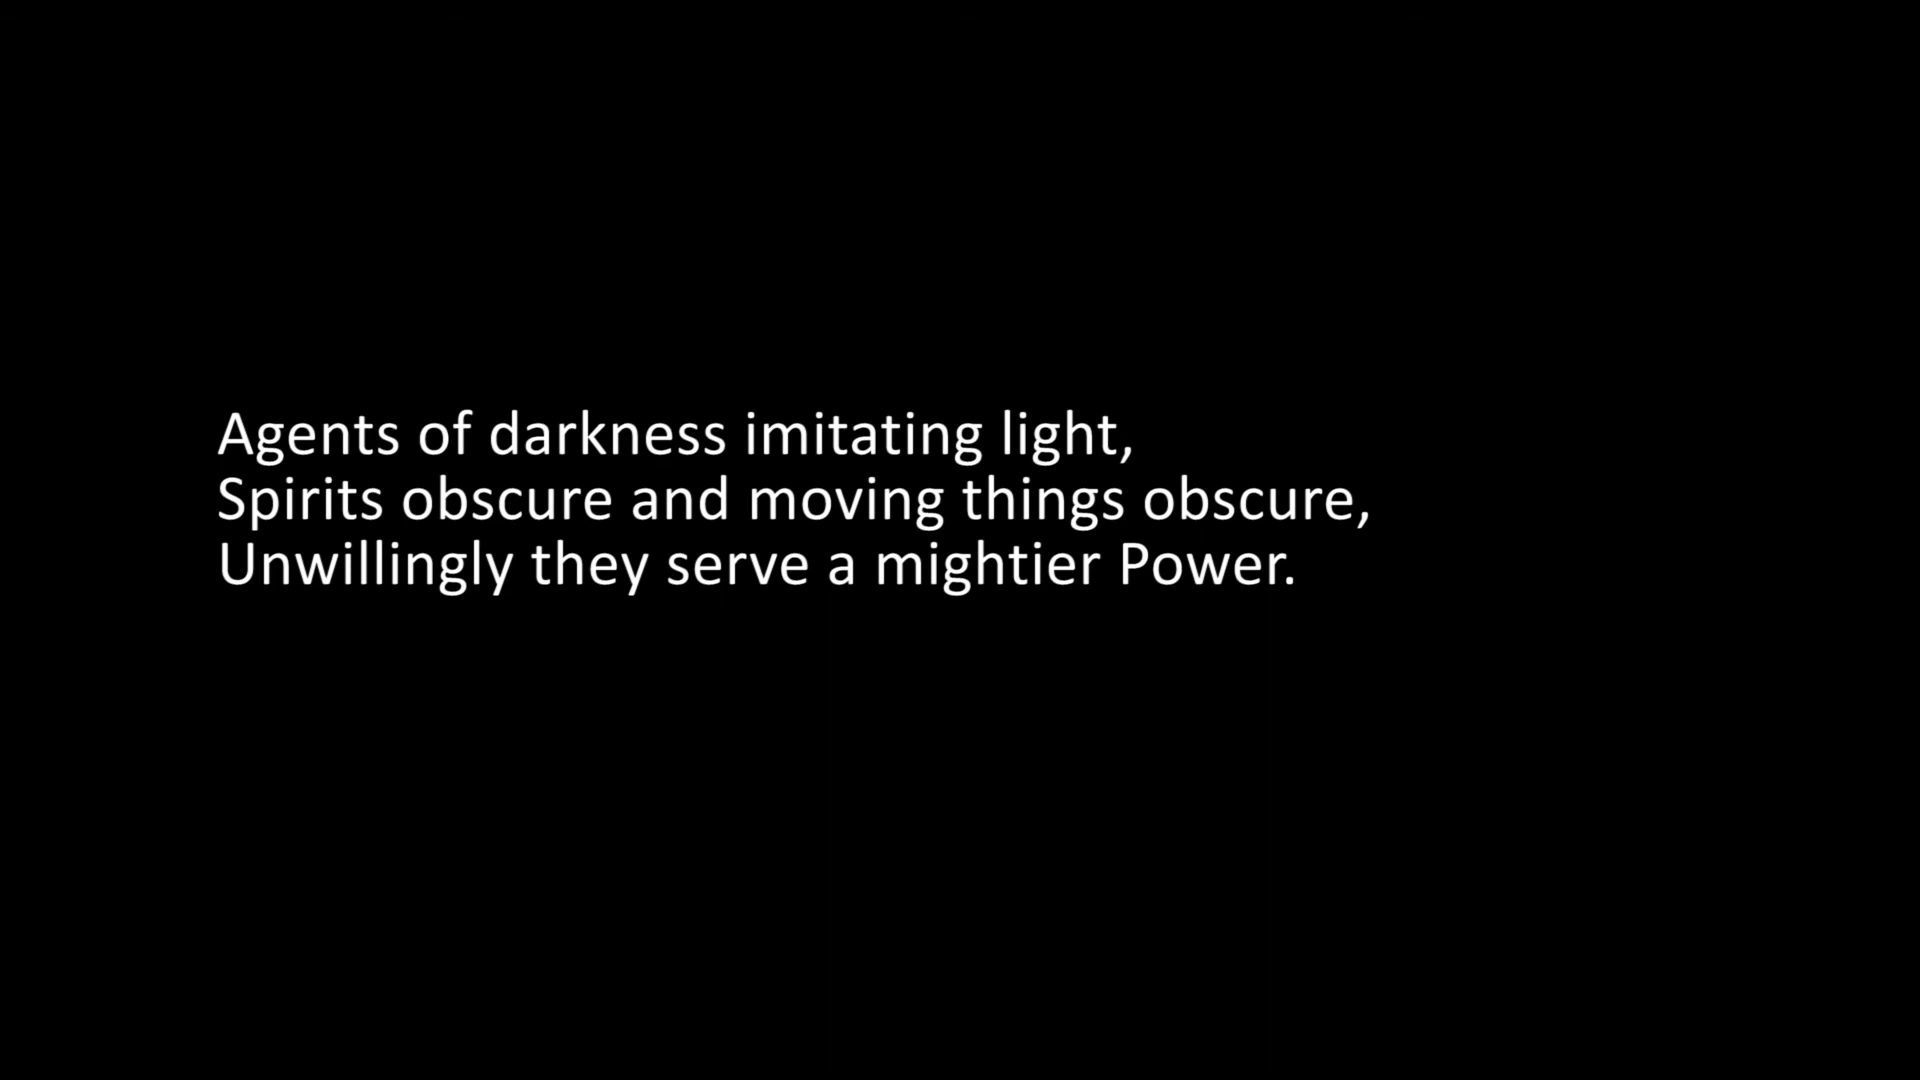 Agents of darkness imitating light,
Spirits obscure and moving things obscure,
Unwillingly they serve a mightier Power.